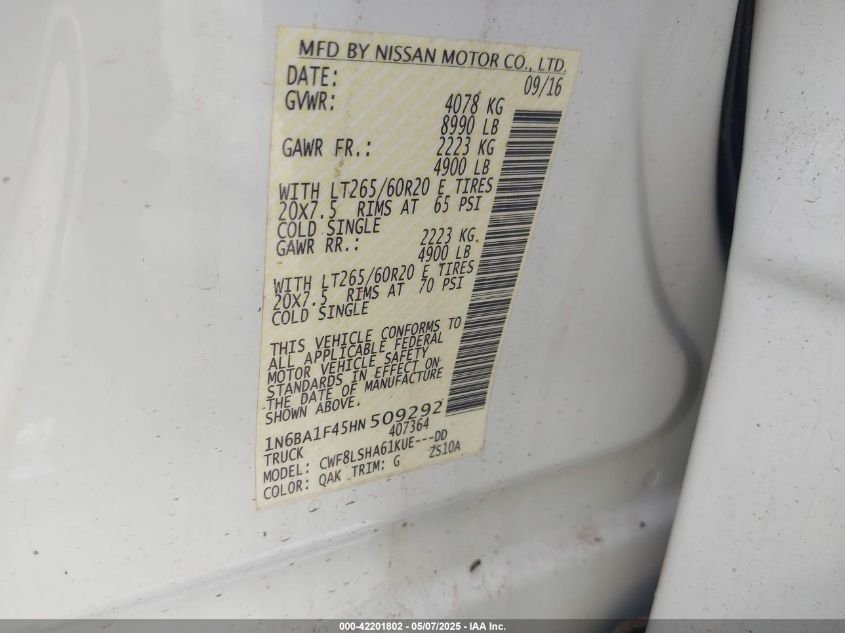 MFD BY NISSAN MOTOR CO., LTD.
DATE: 09/16
GVWR: 4078 KG
8990 LB
GAWR FR.: 2223 KG
4900 LB
WITH LT265/60R20 E TIRES
20X7.5 RIMS AT 65 PSI
COLD SINGLE
GAWR RR.: 2223 KG.
4900 LB
WITH LT265/60R20 E TIRES
20X7.5 RIMS AT 70 PSI
COLD SINGLE
THIS VEHICLE CONFORMS TO
ALL APPLICABLE FEDERAL
MOTOR VEHICLE SAFETY
STANDARDS IN EFFECT ON
THE DATE OF MANUFACTURE
SHOWN ABOVE.
1N6BA1F45HN 509292
TRUCK 407364
MODEL: CWF8LSHA61KUE---DD
COLOR: QAK TRIM: G ZS10A
000-42201802 - 05/07/2025 - IAA Inc.